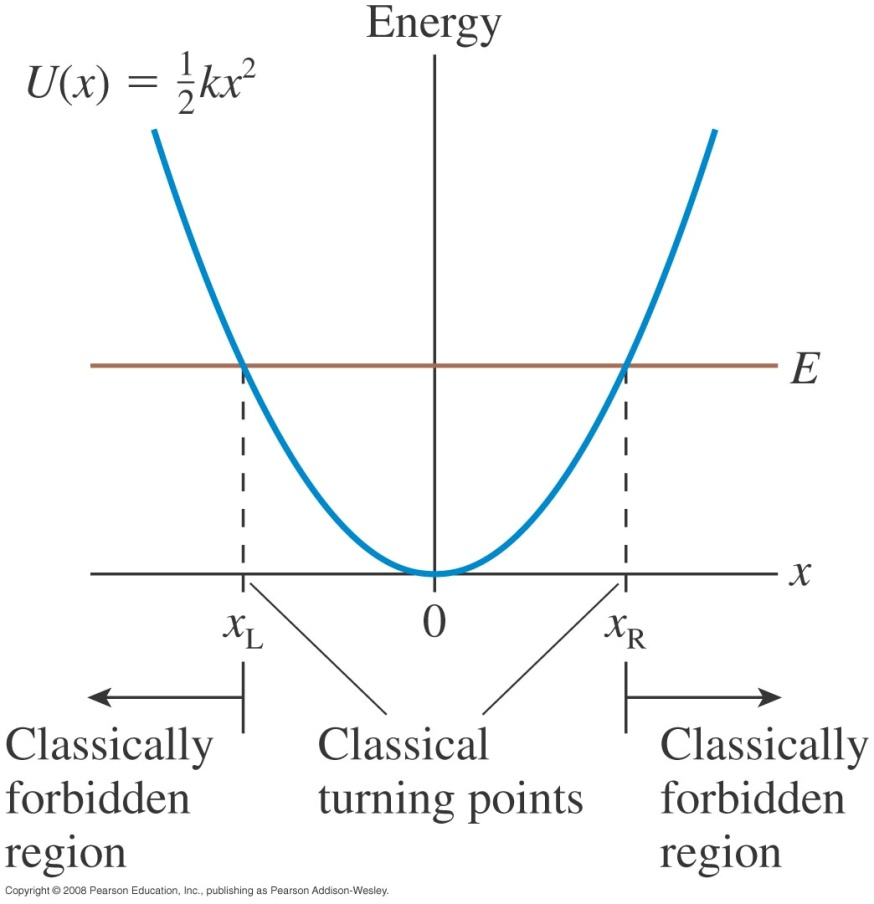 Energy
U(x) = ½kx²
E
x
x_L
0
x_R
Classically
forbidden
region
Classical
turning points
Classically
forbidden
region
Copyright © 2008 Pearson Education, Inc., publishing as Pearson Addison-Wesley.